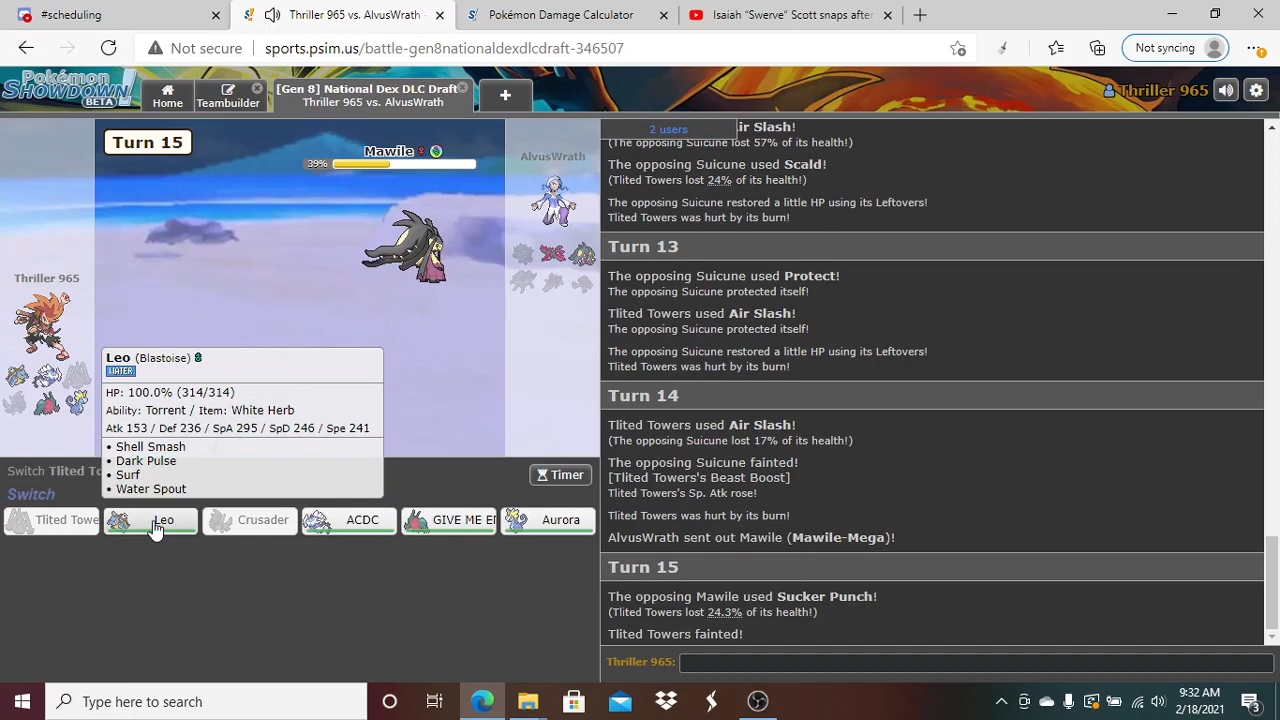 #scheduling
Thriller 965 vs. AlvusWrath -
Pokémon Damage Calculator
Isaiah "Swerve" Scott snaps after
Not secure
sports.psim.us/battle-gen8nationaldexdlcdraft-346507
Not syncing
Pokémon
SHOWDOWN
BETA
Home
Teambuilder
[Gen 8] National Dex DLC Draft
Thriller 965 vs. AlvusWrath
Thriller 965
Turn 15
Mawile
39%
AlvusWrath
Thriller 965
2 users
Air Slash!
(The opposing Suicune lost 57% of its health!)
The opposing Suicune used Scald!
(Tlited Towers lost 24% of its health!)
The opposing Suicune restored a little HP using its Leftovers!
Tlited Towers was hurt by its burn!
Turn 13
The opposing Suicune used Protect!
The opposing Suicune protected itself!
Tlited Towers used Air Slash!
The opposing Suicune protected itself!
The opposing Suicune restored a little HP using its Leftovers!
Tlited Towers was hurt by its burn!
Turn 14
Tlited Towers used Air Slash!
(The opposing Suicune lost 17% of its health!)
The opposing Suicune fainted!
[Tlited Towers's Beast Boost]
Tlited Towers's Sp. Atk rose!
Tlited Towers was hurt by its burn!
AlvusWrath sent out Mawile (Mawile-Mega)!
Turn 15
The opposing Mawile used Sucker Punch!
(Tlited Towers lost 24.3% of its health!)
Tlited Towers fainted!
Thriller 965:
Leo (Blastoise)
WATER
HP: 100.0% (314/314)
Ability: Torrent / Item: White Herb
Atk 153 / Def 236 / SpA 295 / SpD 246 / Spe 241
• Shell Smash
• Dark Pulse
• Surf
• Water Spout
Switch Tlited To
Timer
Switch
Tlited Towe
Leo
Crusader
ACDC
GIVE ME E
Aurora
Type here to search
9:32 AM
2/18/2021
3